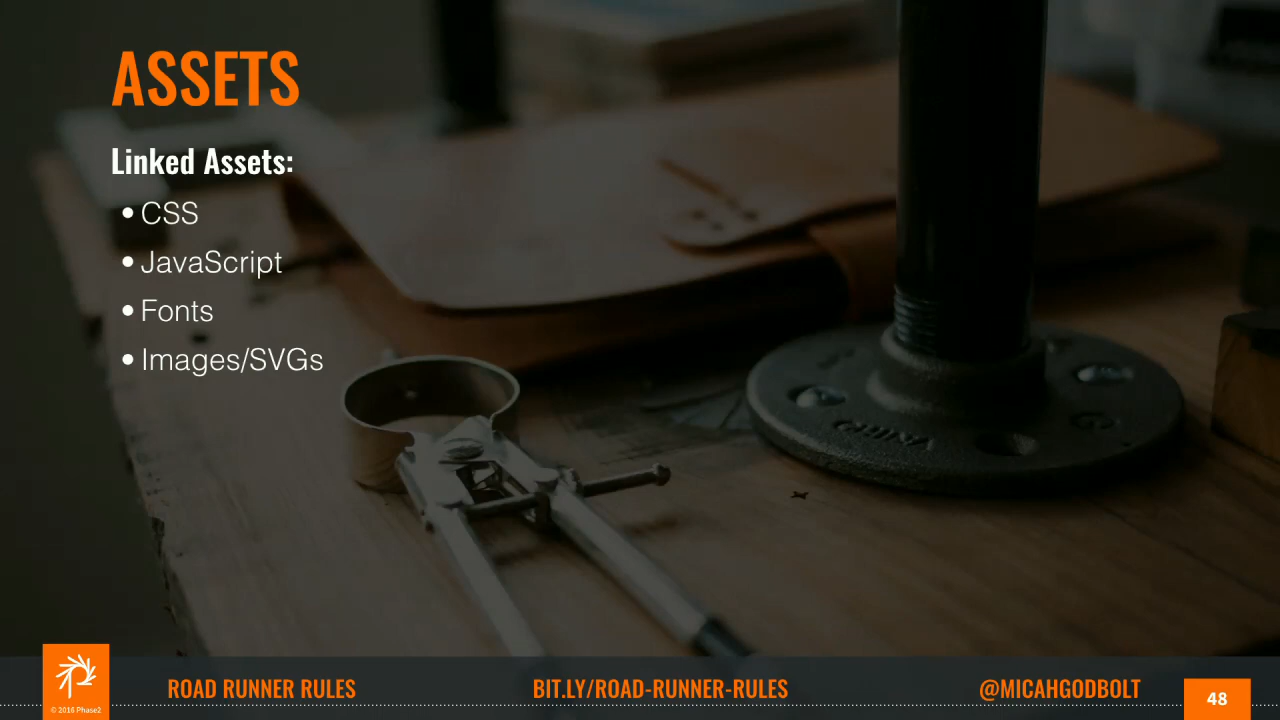 ASSETS
Linked Assets:
• CSS
• JavaScript
• Fonts
• Images/SVGs
CHINA
© 2016 Phase2
ROAD RUNNER RULES
BIT.LY/ROAD-RUNNER-RULES
@MICAHGODBOLT
48